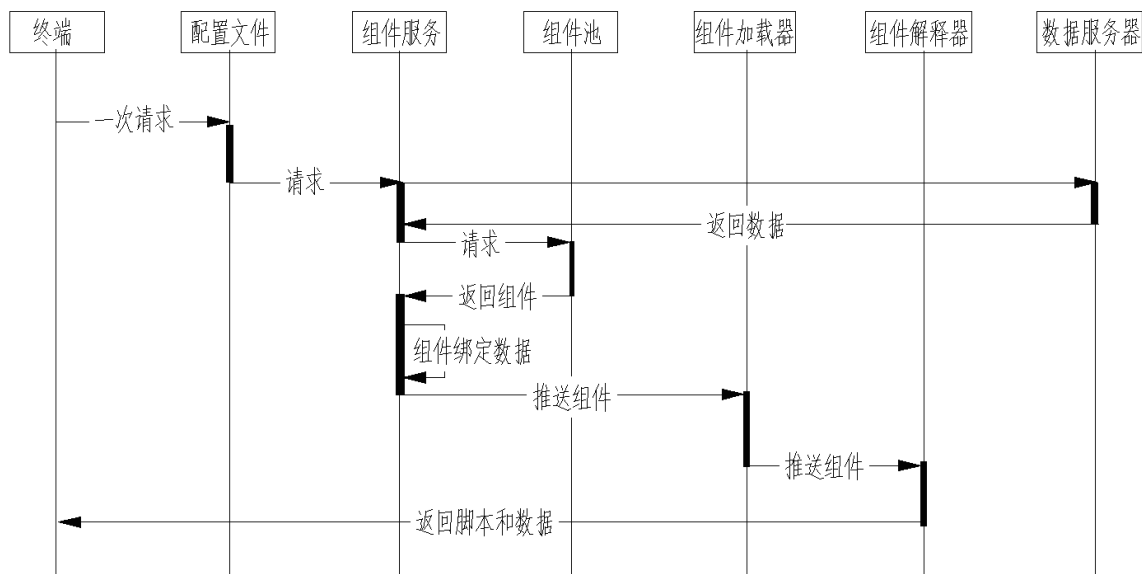 终端
配置文件
组件服务
组件池
组件加载器
组件解释器
数据服务器
一次请求
请求
返回数据
请求
返回组件
组件绑定数据
推送组件
推送组件
返回脚本和数据